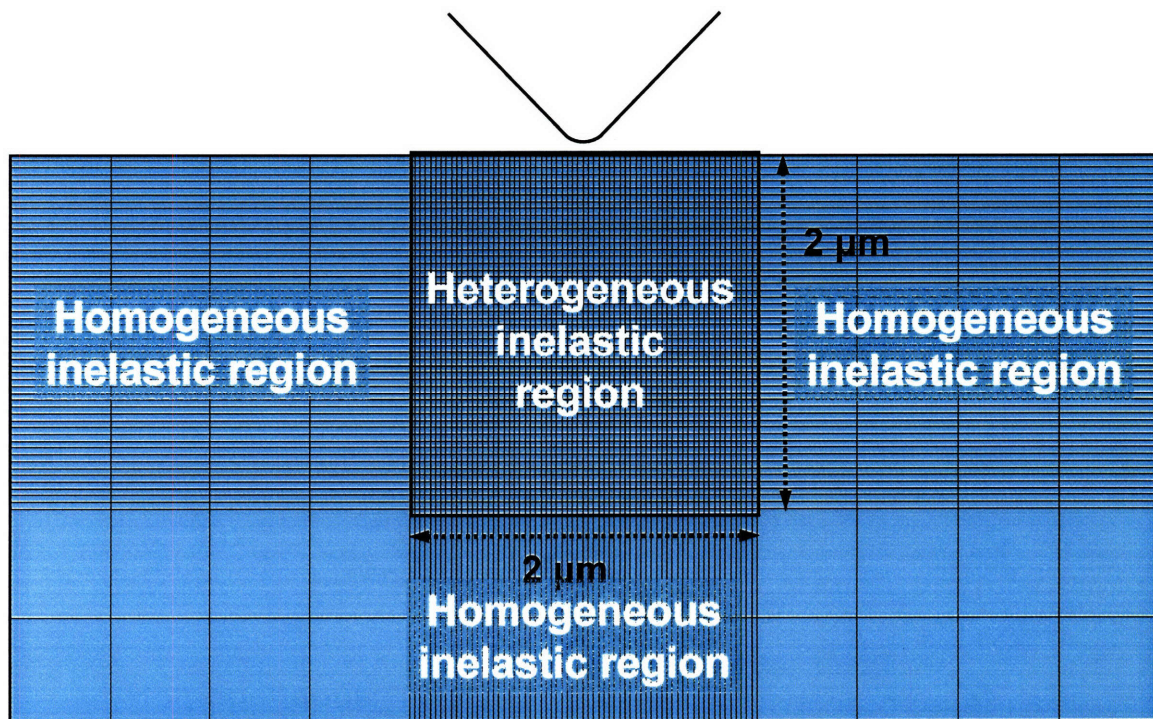 2 μm
Heterogeneous
inelastic
region
Homogeneous
inelastic region
Homogeneous
inelastic region
2 μm
Homogeneous
inelastic region